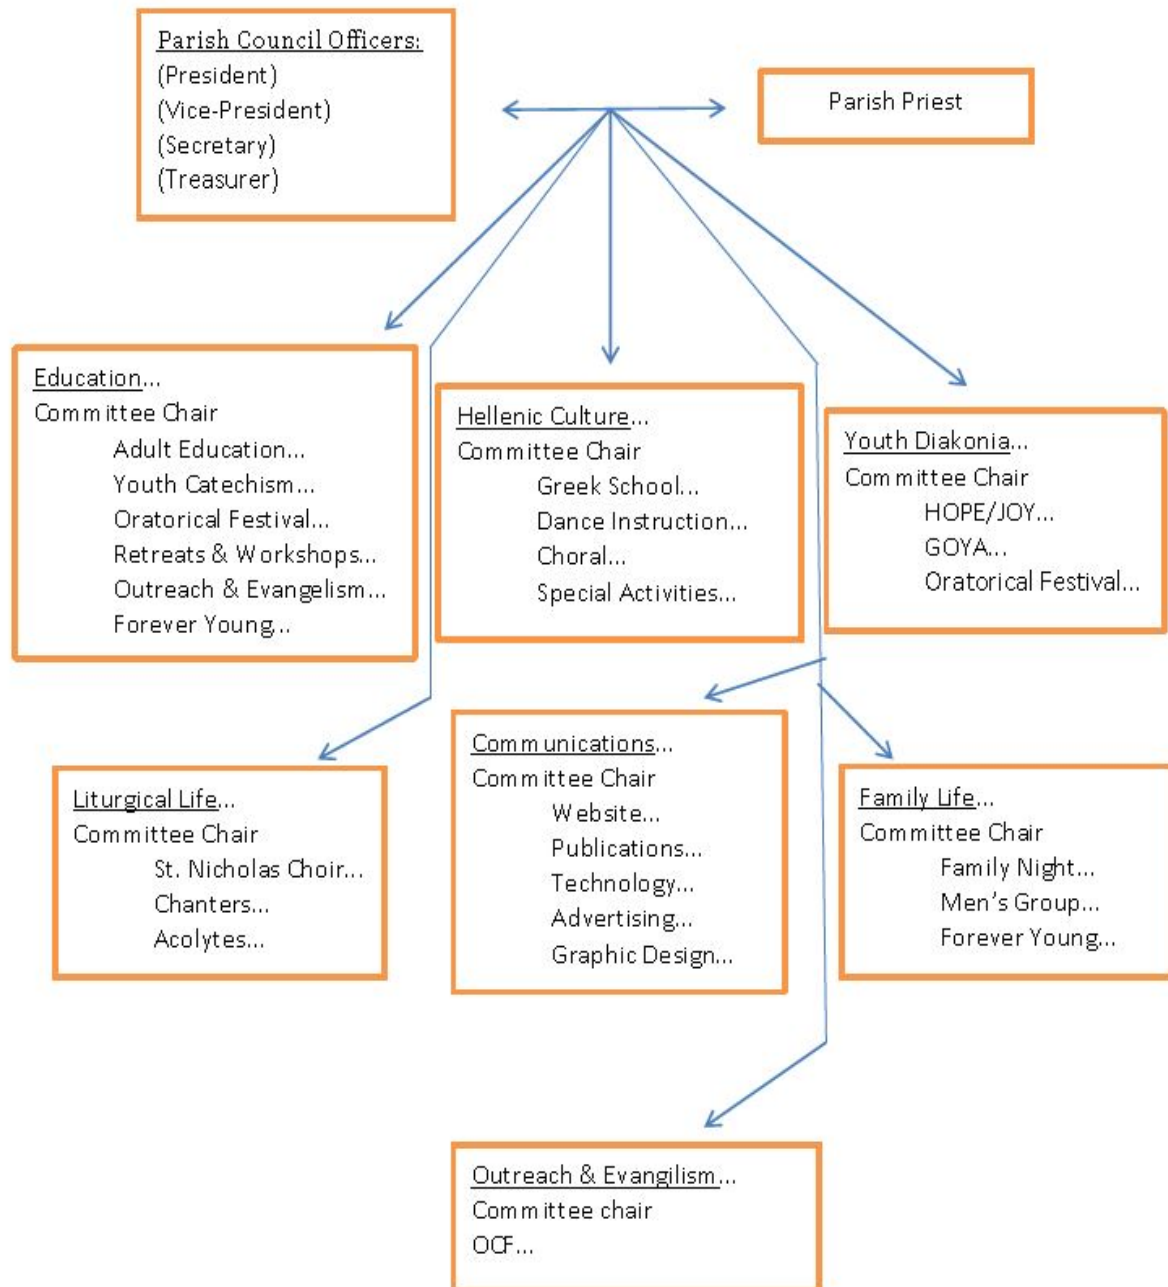 Parish Council Officers:
(President)
(Vice-President)
(Secretary)
(Treasurer)
Parish Priest
Education...
Committee Chair
Adult Education...
Youth Catechism...
Oratorical Festival...
Retreats & Workshops...
Outreach & Evangelism...
Forever Young...
Hellenic Culture...
Committee Chair
Greek School...
Dance Instruction...
Choral...
Special Activities...
Youth Diakonia...
Committee Chair
HOPE/JOY...
GOYA...
Oratorical Festival...
Liturgical Life...
Committee Chair
St. Nicholas Choir...
Chanters...
Acolytes...
Communications...
Committee Chair
Website...
Publications...
Technology...
Advertising...
Graphic Design...
Family Life...
Committee Chair
Family Night...
Men’s Group...
Forever Young...
Outreach & Evangilism...
Committee chair
OCF...